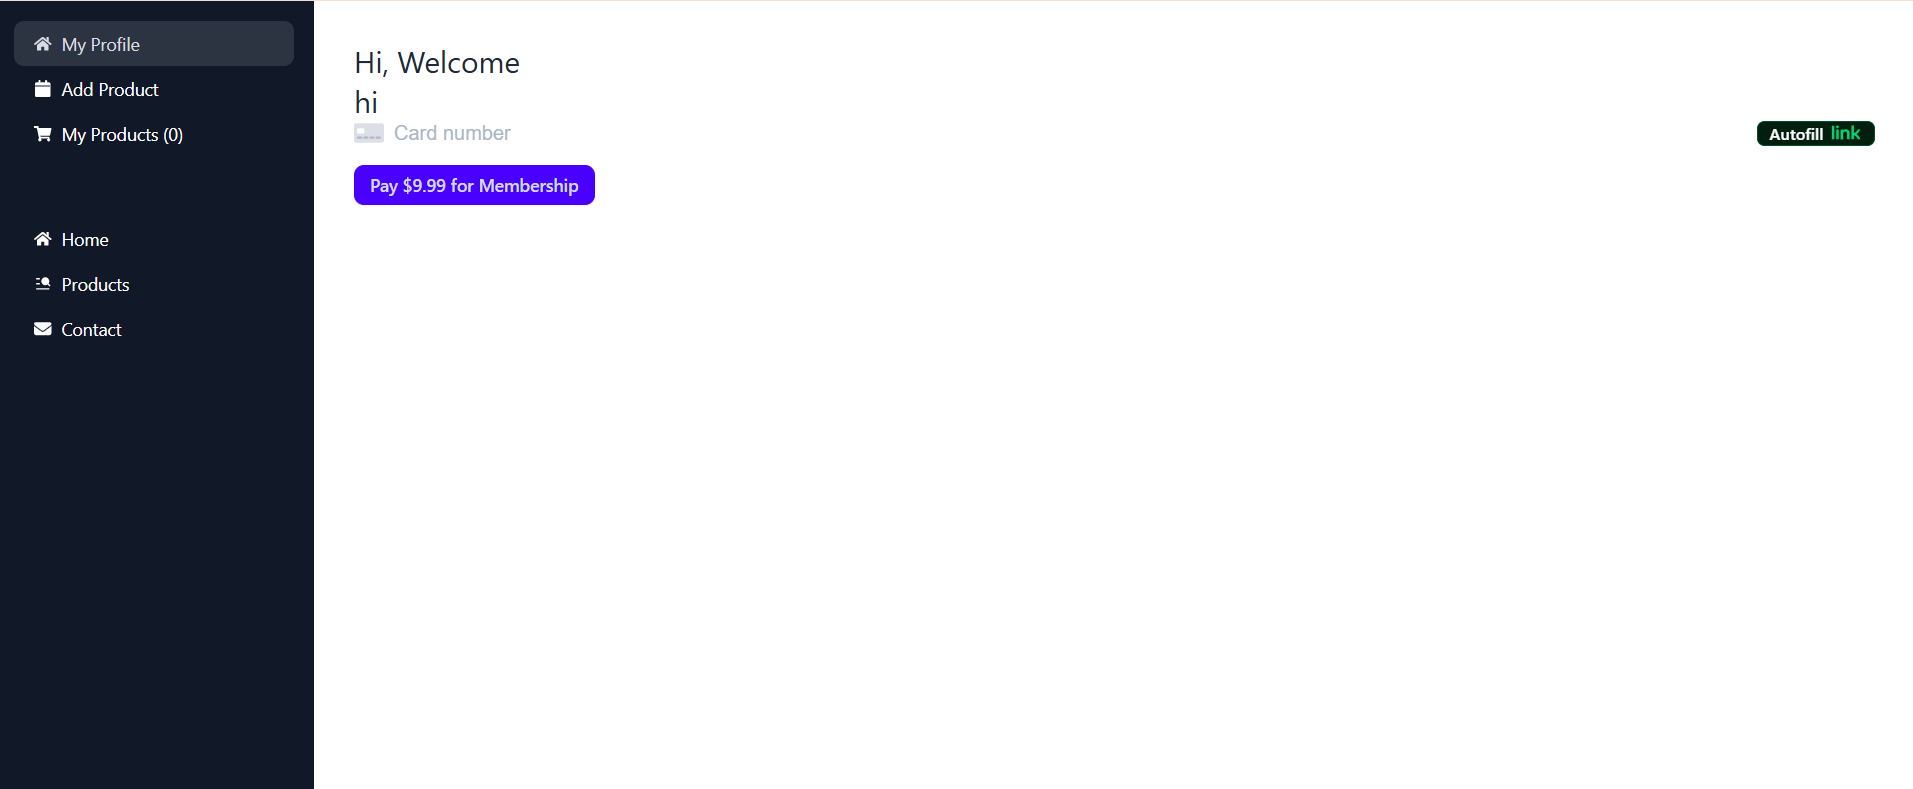 My Profile
Add Product
My Products (0)
Home
Products
Contact
Hi, Welcome
hi
Card number
Autofill link
Pay $9.99 for Membership